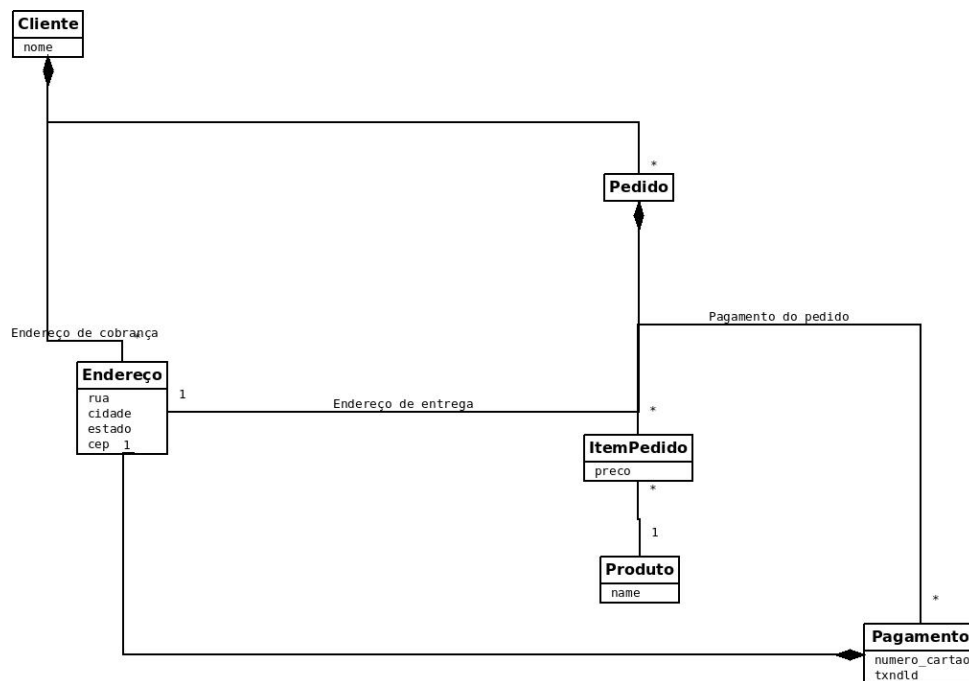 Cliente
nome
*
Pedido
Pagamento do pedido
Endereço de cobrança
*
Endereço
1
rua
cidade
estado
cep
1
Endereço de entrega
*
ItemPedido
preco
*
1
Produto
name
*
Pagamento
numero_cartao
txndld